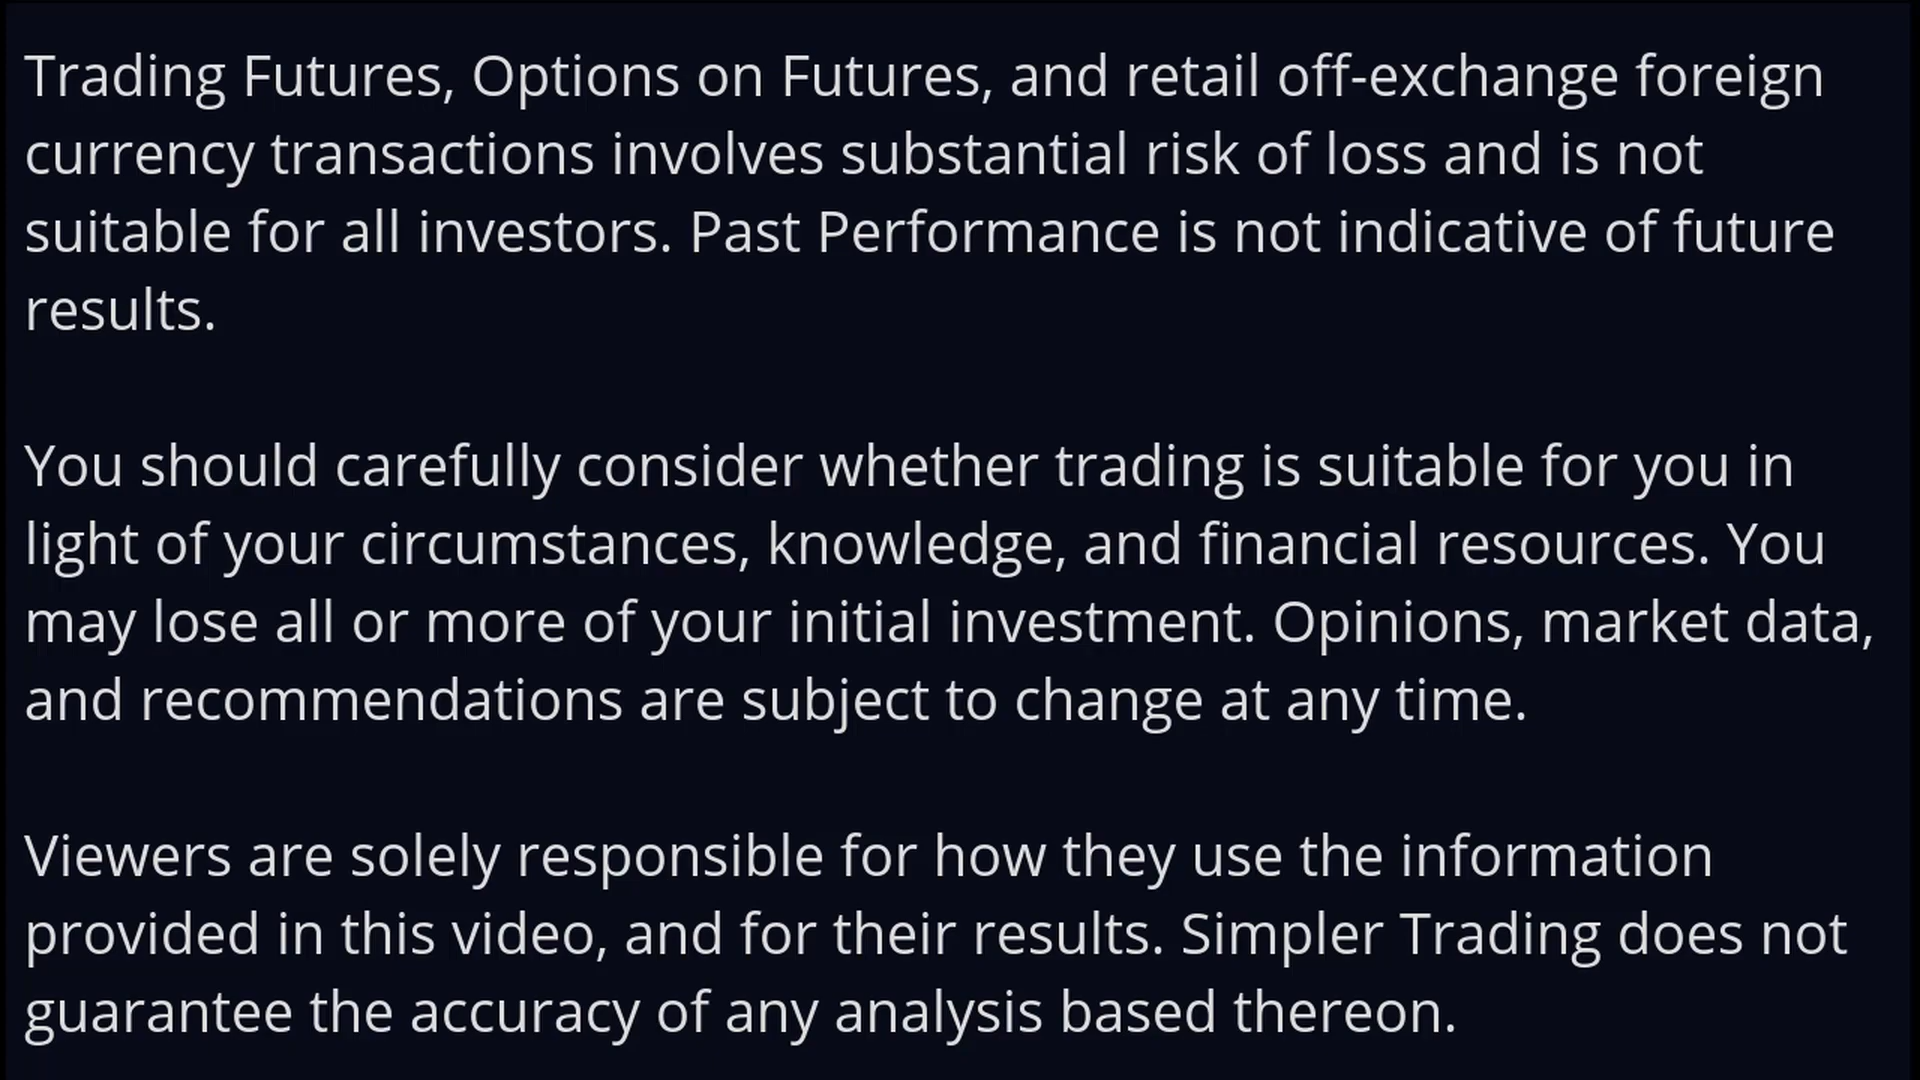 Trading Futures, Options on Futures, and retail off-exchange foreign
currency transactions involves substantial risk of loss and is not
suitable for all investors. Past Performance is not indicative of future
results.
You should carefully consider whether trading is suitable for you in
light of your circumstances, knowledge, and financial resources. You
may lose all or more of your initial investment. Opinions, market data,
and recommendations are subject to change at any time.
Viewers are solely responsible for how they use the information
provided in this video, and for their results. Simpler Trading does not
guarantee the accuracy of any analysis based thereon.